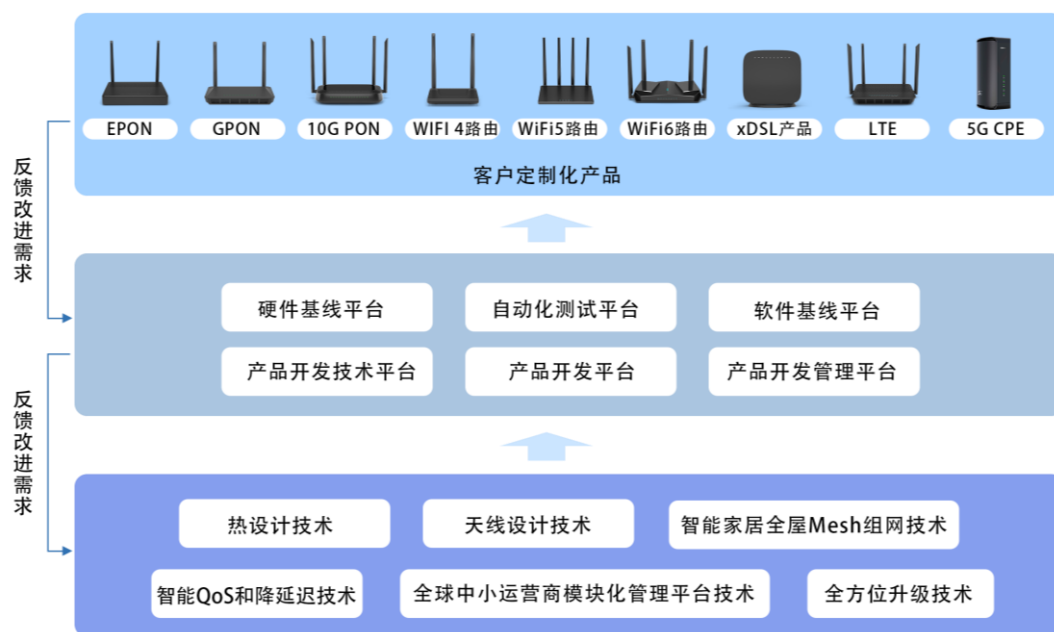 EPON
GPON
10G PON
WIFI 4路由
WiFi5路由
WiFi6路由
xDSL产品
LTE
5G CPE
客户定制化产品
反馈改进需求
硬件基线平台
自动化测试平台
软件基线平台
产品开发技术平台
产品开发平台
产品开发管理平台
反馈改进需求
热设计技术
天线设计技术
智能家居全屋Mesh组网技术
智能QoS和降延迟技术
全球中小运营商模块化管理平台技术
全方位升级技术